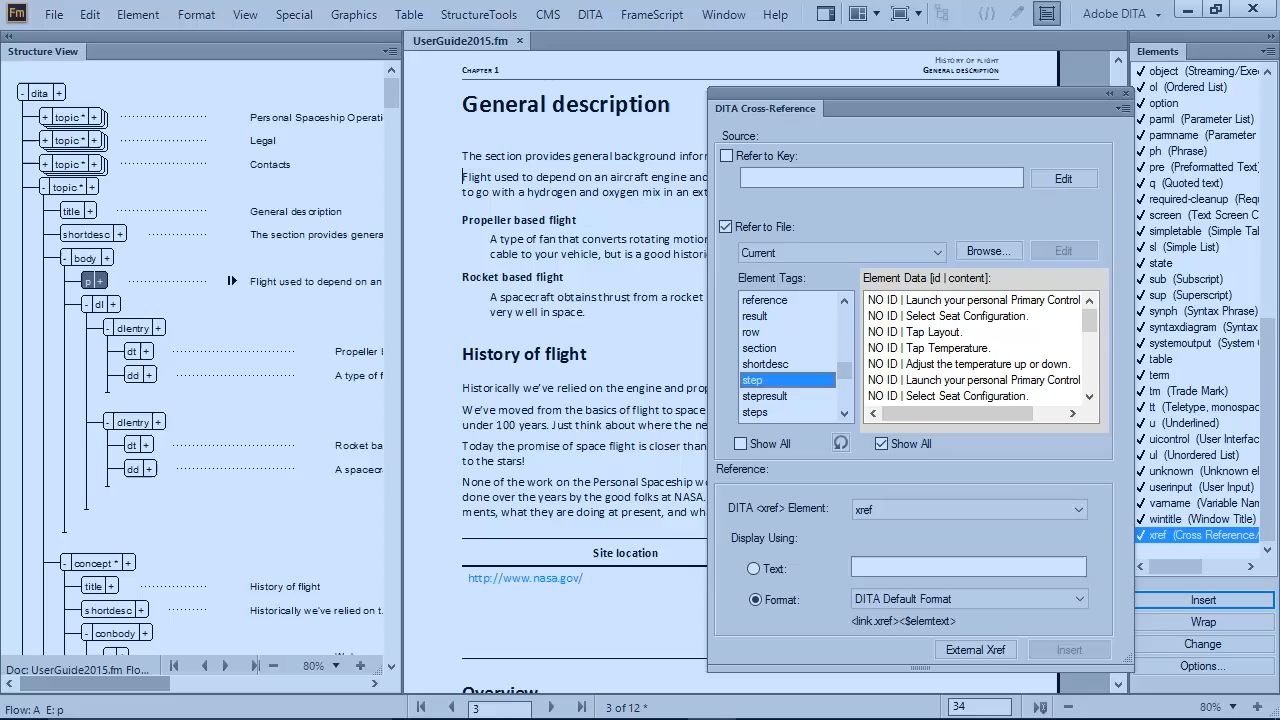 Fm File Edit Element Format View Special Graphics Table StructureTools CMS DITA FrameScript Window Help Adobe DITA
Structure View
dita
topic * Personal Spaceship Operati
topic * Legal
topic * Contacts
topic *
title General description
shortdesc The section provides genera
body
p Flight used to depend on an
dl
dlentry
dt Propeller b
dd A type of f
dlentry
dt Rocket ba
dd A spacecr
concept *
title History of flight
shortdesc Historically we've relied on t
conbody
Doc: UserGuide2015.fm Flo...
80%
Flow: A E: p
UserGuide2015.fm
Chapter 1
History of flight
General description
General description
The section provides general background inform
Flight used to depend on an aircraft engine and
to go with a hydrogen and oxygen mix in an ext
Propeller based flight
A type of fan that converts rotating motion
cable to your vehicle, but is a good histori
Rocket based flight
A spacecraft obtains thrust from a rocket
very well in space.
History of flight
Historically we've relied on the engine and prop
We've moved from the basics of flight to space
under 100 years. Just think about where the ne
Today the promise of space flight is closer than
to the stars!
None of the work on the Personal Spaceship wo
done over the years by the good folks at NASA.
ments, what they are doing at present, and wh
Site location
http://www.nasa.gov/
Overview
3
3 of 12 *
34
80%
DITA Cross-Reference
Source:
Refer to Key:
Edit
Refer to File:
Current
Browse...
Edit
Element Tags:
reference
result
row
section
shortdesc
step
stepresult
steps
Show All
Element Data [id | content]:
NO ID | Launch your personal Primary Control
NO ID | Select Seat Configuration.
NO ID | Tap Layout.
NO ID | Tap Temperature.
NO ID | Adjust the temperature up or down.
NO ID | Launch your personal Primary Control
NO ID | Select Seat Configuration.
Show All
Reference:
DITA <xref> Element: xref
Display Using:
Text:
Format: DITA Default Format
<link.xref><$elemtext>
External Xref
Insert
Elements
object (Streaming/Exe
ol (Ordered List)
option
parml (Parameter List)
parmname (Parameter
ph (Phrase)
pre (Preformatted Text)
q (Quoted text)
required-cleanup (Requ
screen (Text Screen C
simpletable (Simple Tab
sl (Simple List)
state
sub (Subscript)
sup (Superscript)
synph (Syntax Phrase)
syntaxdiagram (Syntax
systemoutput (System O
table
term
tm (Trade Mark)
tt (Teletype, monospac
u (Underlined)
uicontrol (User Interfac
ul (Unordered List)
unknown (Unknown el
userinput (User Input)
varname (Variable Nam
wintitle (Window Title)
xref (Cross Reference/
Insert
Wrap
Change
Options...